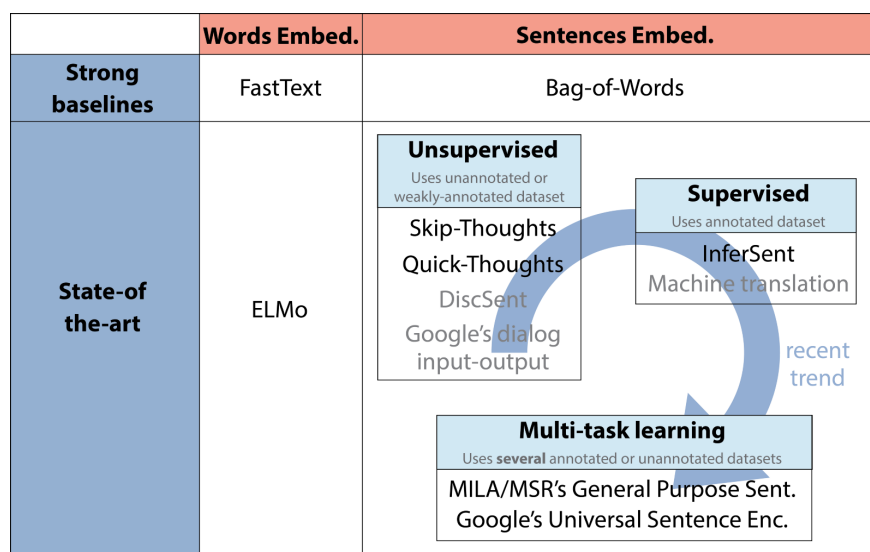 Words Embed.
Sentences Embed.
Strong
baselines
FastText
Bag-of-Words
State-of
the-art
ELMo
Unsupervised
Uses unannotated or
weakly-annotated dataset
Skip-Thoughts
Quick-Thoughts
DiscSent
Google's dialog
input-output
Supervised
Uses annotated dataset
InferSent
Machine translation
recent
trend
Multi-task learning
Uses several annotated or unannotated datasets
MILA/MSR's General Purpose Sent.
Google's Universal Sentence Enc.